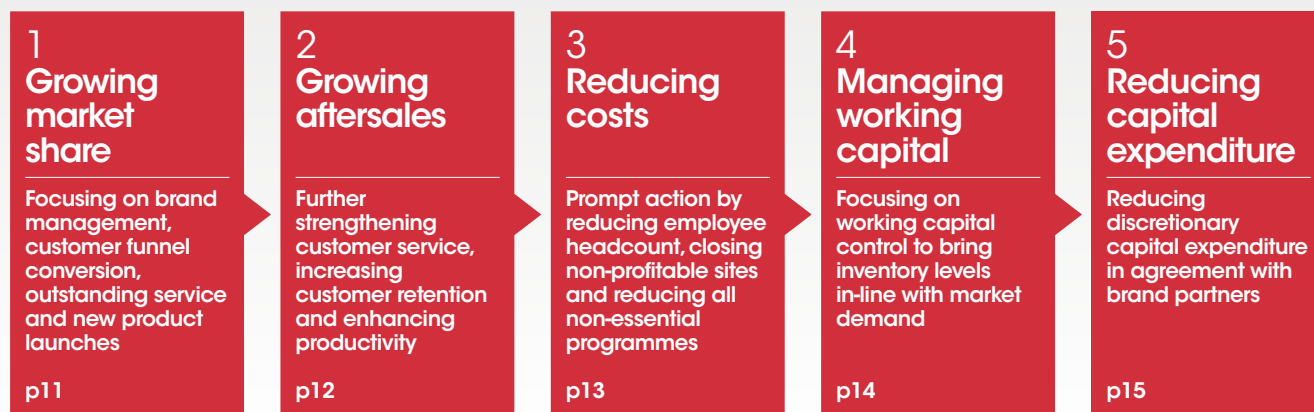 1
Growing
market
share
Focusing on brand
management,
customer funnel
conversion,
outstanding service
and new product
launches
p11
2
Growing
aftersales
Further
strengthening
customer service,
increasing
customer retention
and enhancing
productivity
p12
3
Reducing
costs
Prompt action by
reducing employee
headcount, closing
non-profitable sites
and reducing all
non-essential
programmes
p13
4
Managing
working
capital
Focusing on
working capital
control to bring
inventory levels
in-line with market
demand
p14
5
Reducing
capital
expenditure
Reducing
discretionary
capital expenditure
in agreement with
brand partners
p15